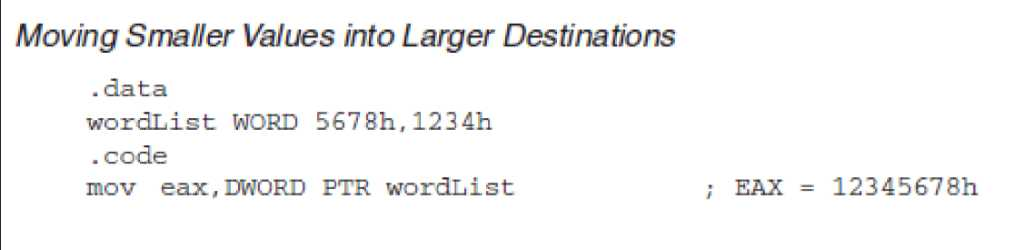 Moving Smaller Values into Larger Destinations
.data
wordList WORD 5678h,1234h
.code
mov eax,DWORD PTR wordList ; EAX = 12345678h